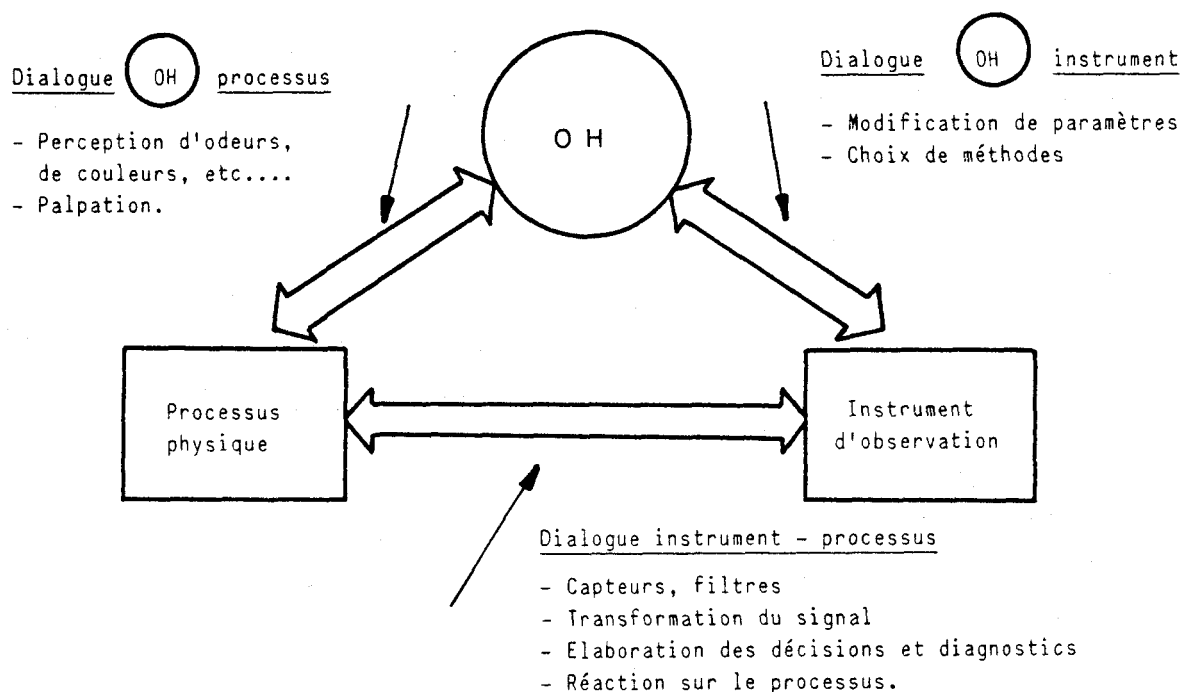 Dialogue OH processus
- Perception d'odeurs,
de couleurs, etc....
- Palpation.
OH
Dialogue OH instrument
- Modification de paramètres
- Choix de méthodes
Processus
physique
Instrument
d'observation
Dialogue instrument - processus
- Capteurs, filtres
- Transformation du signal
- Elaboration des décisions et diagnostics
- Réaction sur le processus.